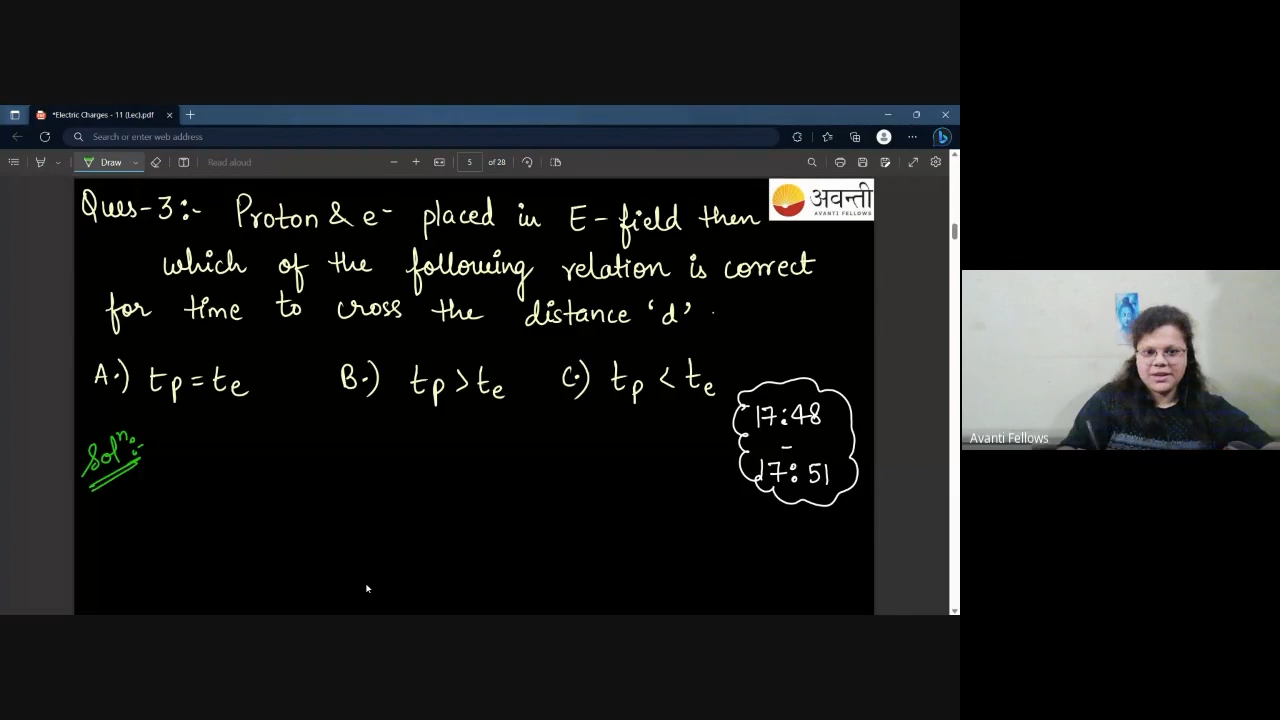 *Electric Charges - 11 (Lec).pdf
Search or enter web address
Draw
Read aloud
5 of 28
Ques-3:- Proton & e- placed in E-field then
अवन्ती
AVANTI FELLOWS
which of the following relation is correct
for time to cross the distance 'd'.
A.) tp = te B.) tp > te C.) tp < te
Solⁿ:-
17:48
-
17:51
Avanti Fellows